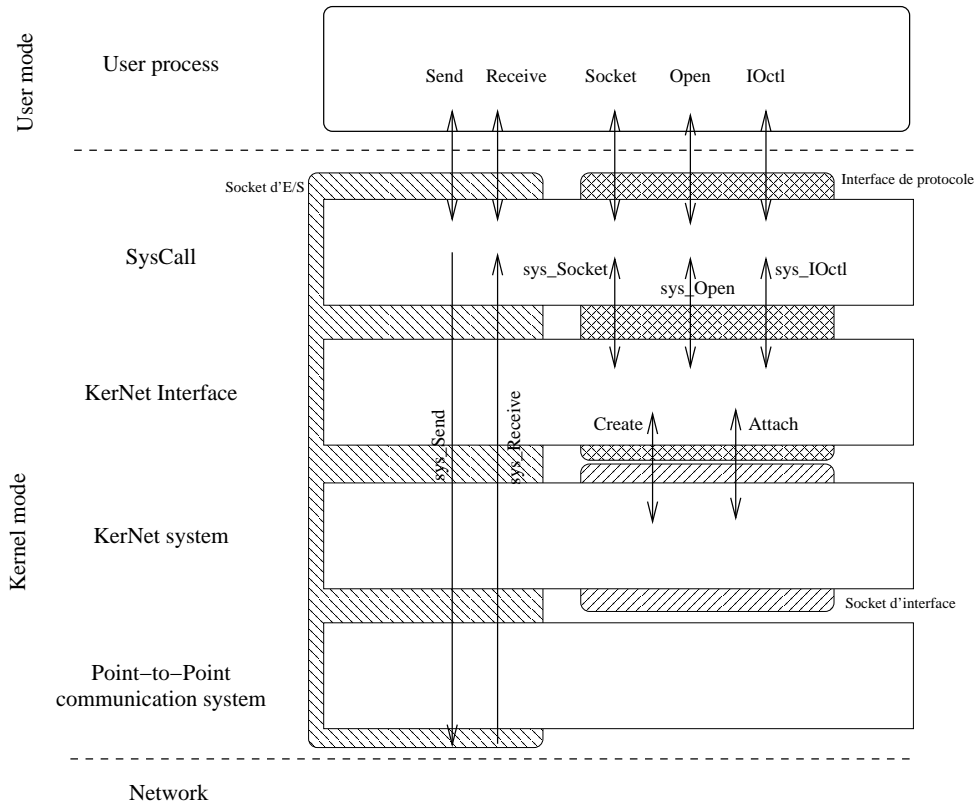 User mode
User process
Send Receive Socket Open IOctl
Socket d'E/S
Interface de protocole
SysCall
sys_Socket
sys_Open
sys_IOctl
KerNet Interface
sys_Send
sys_Receive
Create
Attach
Kernel mode
KerNet system
Socket d'interface
Point−to−Point
communication system
Network